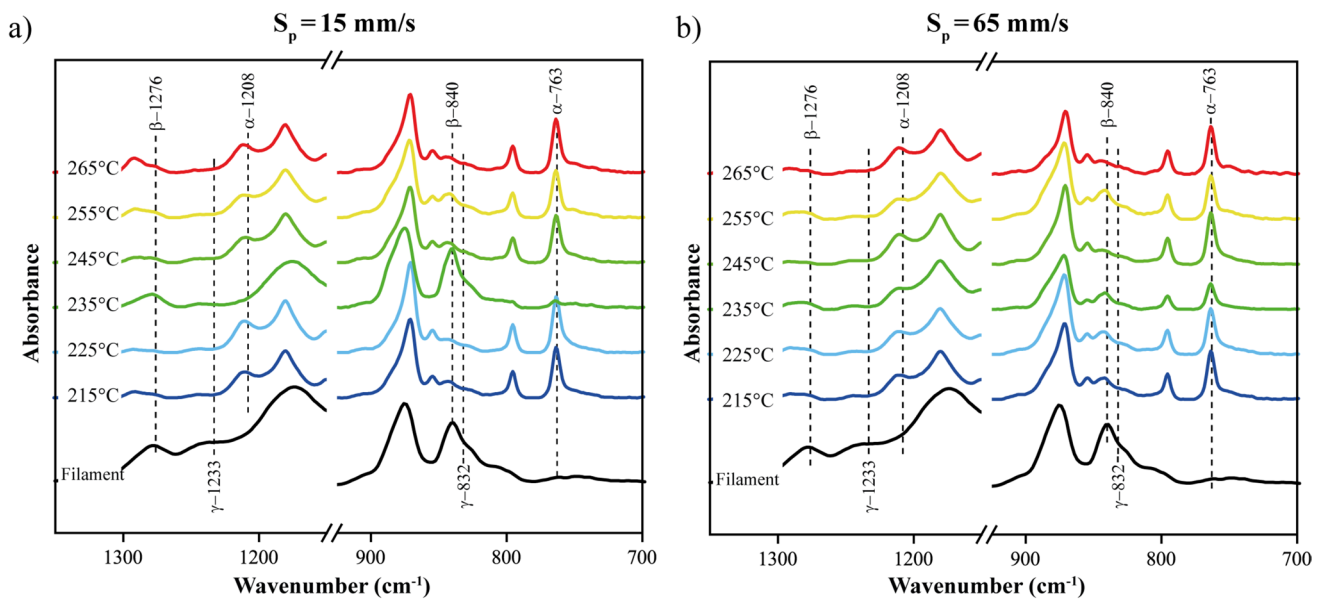 a)
Sp = 15 mm/s
β–1276
α–1208
β–840
α–763
265°C
255°C
245°C
235°C
225°C
215°C
Filament
γ–1233
γ–832
Absorbance
1300
1200
900
800
700
Wavenumber (cm-1)
b)
Sp = 65 mm/s
β–1276
α–1208
β–840
α–763
265°C
255°C
245°C
235°C
225°C
215°C
Filament
γ–1233
γ–832
Absorbance
1300
1200
900
800
700
Wavenumber (cm-1)